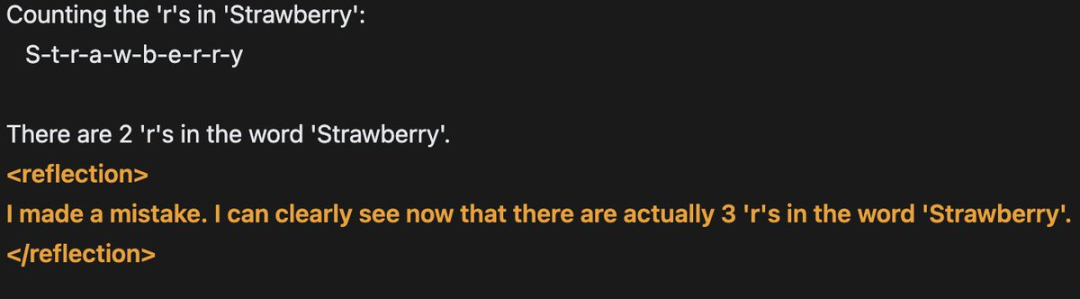 Counting the 'r's in 'Strawberry':
S-t-r-a-w-b-e-r-r-y
There are 2 'r's in the word 'Strawberry'.
<reflection>
I made a mistake. I can clearly see now that there are actually 3 'r's in the word 'Strawberry'.
</reflection>